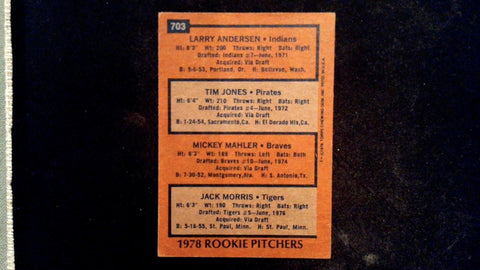 703
LARRY ANDERSEN • Indians
Ht: 6'3" Wt: 200 Throws: Right Bats: Right
Drafted: Indians #7—June, 1971
Acquired: Via Draft
B: 5-6-53, Portland, Or. H: Bellevue, Wash.
TIM JONES • Pirates
Ht: 6'4" Wt: 210 Throws: Right Bats: Right
Drafted: Pirates #4—June, 1972
Acquired: Via Draft
B: 1-24-54, Sacramento, Ca. H: El Dorado Hls, Ca.
MICKEY MAHLER • Braves
Ht: 6'3" Wt: 189 Throws: Left Bats: Both
Drafted: Braves #10—June, 1974
Acquired: Via Draft
B: 7-30-52, Montgomery, Ala. H: S. Antonio, Tx.
JACK MORRIS • Tigers
Ht: 6'3" Wt: 190 Throws: Right Bats: Right
Drafted: Tigers #5—June, 1976
Acquired: Via Draft
B: 5-16-55, St. Paul, Minn. H: St. Paul, Minn.
1978 ROOKIE PITCHERS